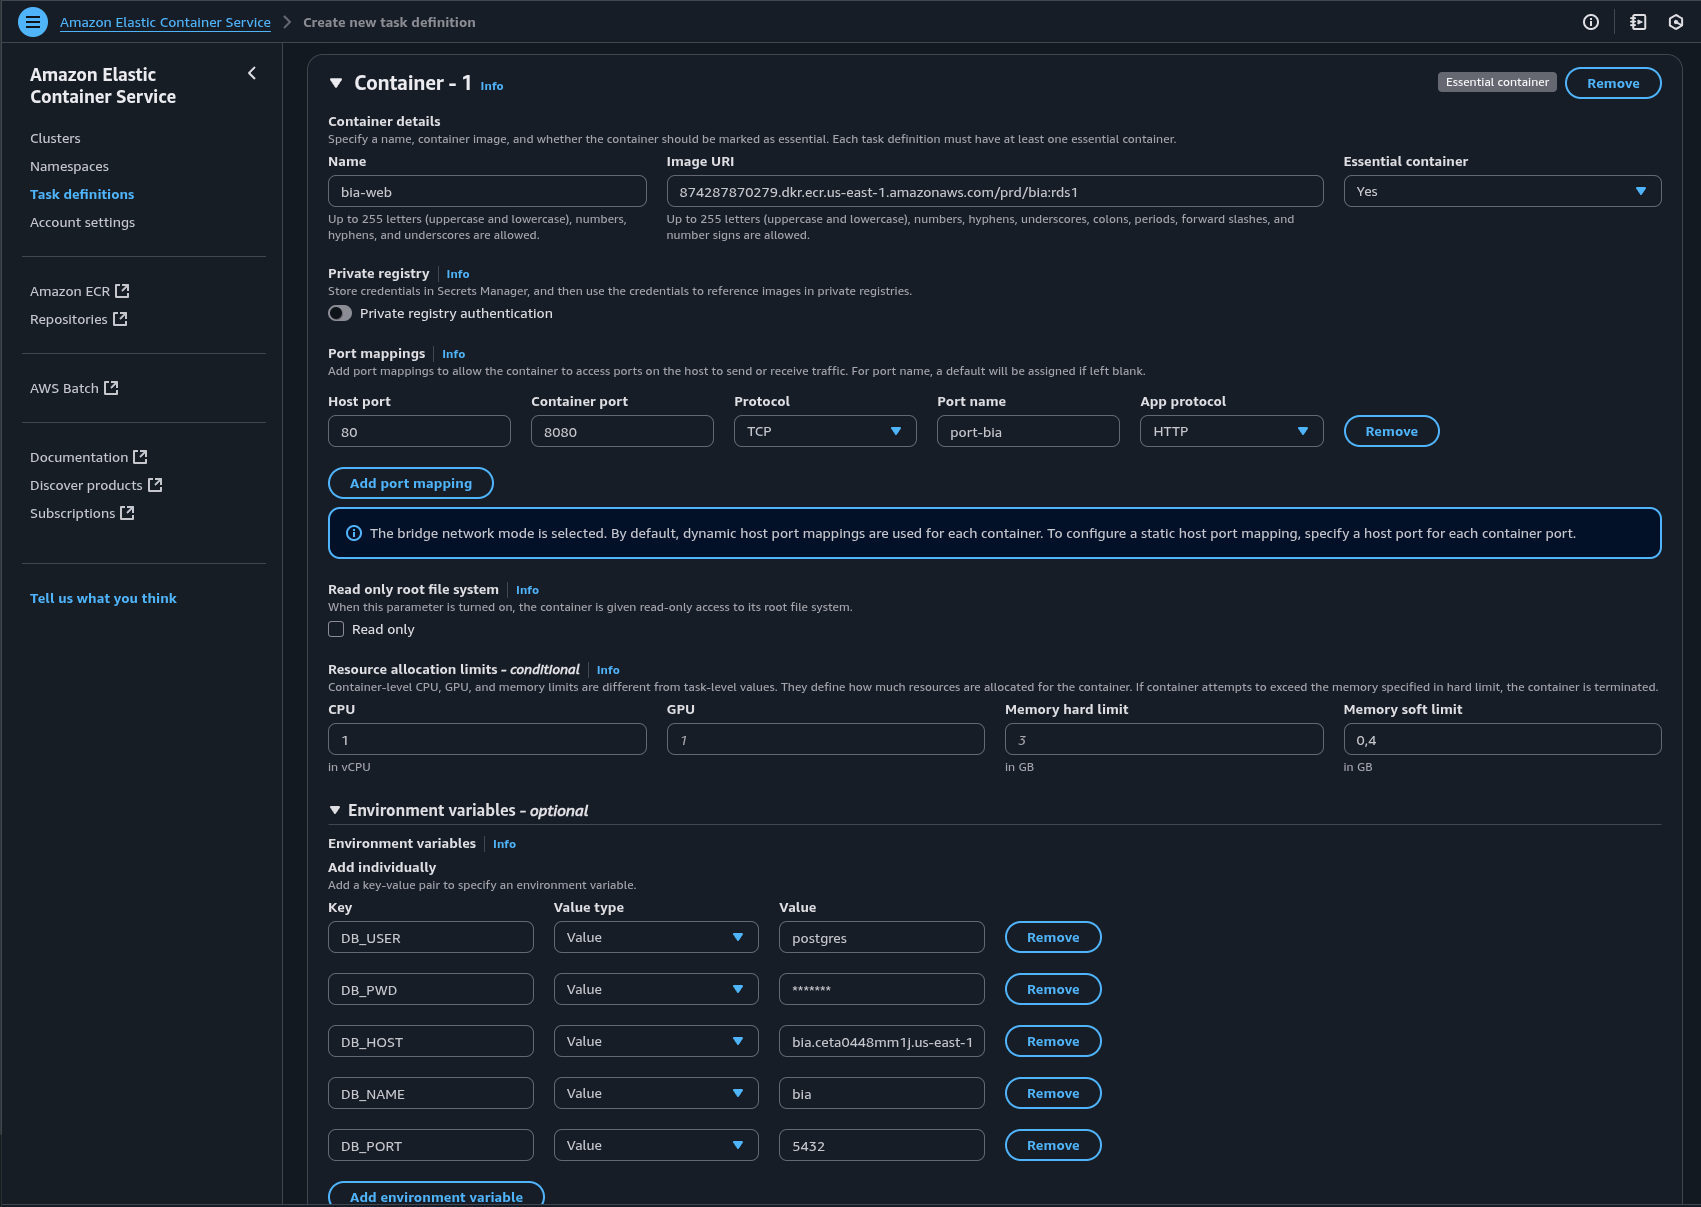 Amazon Elastic Container Service > Create new task definition
Amazon Elastic
Container Service
Clusters
Namespaces
Task definitions
Account settings
Amazon ECR
Repositories
AWS Batch
Documentation
Discover products
Subscriptions
Tell us what you think
Container - 1 Info
Essential container Remove
Container details
Specify a name, container image, and whether the container should be marked as essential. Each task definition must have at least one essential container.
Name Image URI Essential container
bia-web 874287870279.dkr.ecr.us-east-1.amazonaws.com/prd/bia:rds1 Yes
Up to 255 letters (uppercase and lowercase), numbers,
hyphens, and underscores are allowed.
Up to 255 letters (uppercase and lowercase), numbers, hyphens, underscores, colons, periods, forward slashes, and
number signs are allowed.
Private registry Info
Store credentials in Secrets Manager, and then use the credentials to reference images in private registries.
Private registry authentication
Port mappings Info
Add port mappings to allow the container to access ports on the host to send or receive traffic. For port name, a default will be assigned if left blank.
Host port Container port Protocol Port name App protocol
80 8080 TCP port-bia HTTP Remove
Add port mapping
The bridge network mode is selected. By default, dynamic host port mappings are used for each container. To configure a static host port mapping, specify a host port for each container port.
Read only root file system Info
When this parameter is turned on, the container is given read-only access to its root file system.
Read only
Resource allocation limits - conditional Info
Container-level CPU, GPU, and memory limits are different from task-level values. They define how much resources are allocated for the container. If container attempts to exceed the memory specified in hard limit, the container is terminated.
CPU GPU Memory hard limit Memory soft limit
1 1 3 0,4
in vCPU in GB in GB
Environment variables - optional
Environment variables Info
Add individually
Add a key-value pair to specify an environment variable.
Key Value type Value
DB_USER Value postgres Remove
DB_PWD Value ******* Remove
DB_HOST Value bia.ceta0448mm1j.us-east-1 Remove
DB_NAME Value bia Remove
DB_PORT Value 5432 Remove
Add environment variable